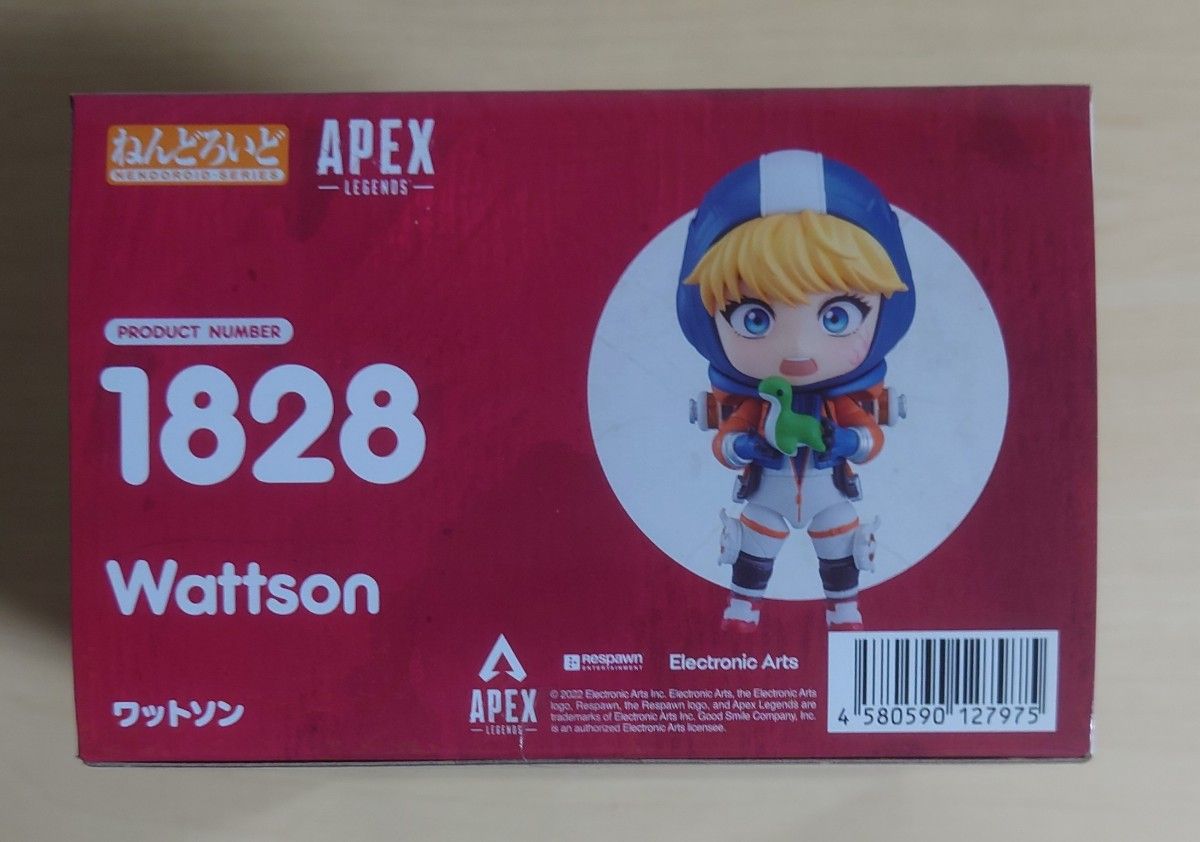 ねんどろいど
NENDOROID-SERIES
APEX
LEGENDS
PRODUCT NUMBER
1828
Wattson
ワットソン
APEX
LEGENDS
Respawn
ENTERTAINMENT
Electronic Arts
© 2022 Electronic Arts Inc. Electronic Arts, the Electronic Arts
logo, Respawn, the Respawn logo, and Apex Legends are
trademarks of Electronic Arts Inc. Good Smile Company, Inc.
is an authorized Electronic Arts licensee.
4 580590 127975